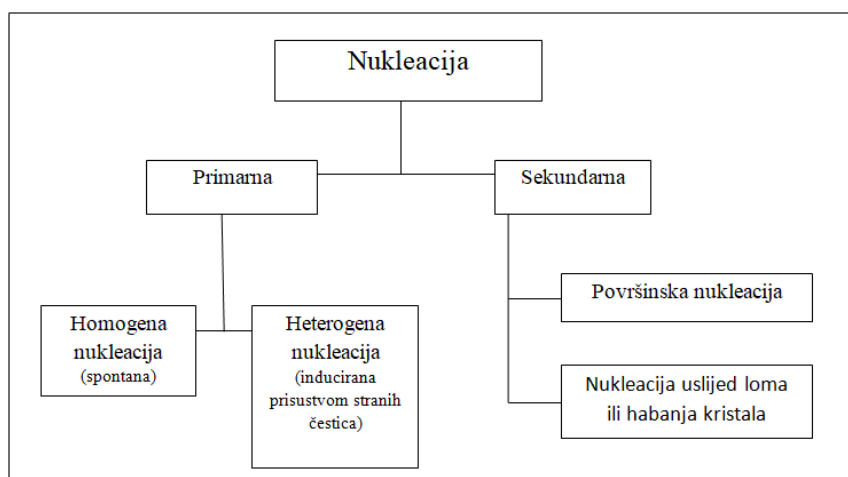 Nukleacija
Primarna
Sekundarna
Homogena
nukleacija
(spontana)
Heterogena
nukleacija
(inducirana
prisustvom stranih
čestica)
Površinska nukleacija
Nukleacija uslijed loma
ili habanja kristala